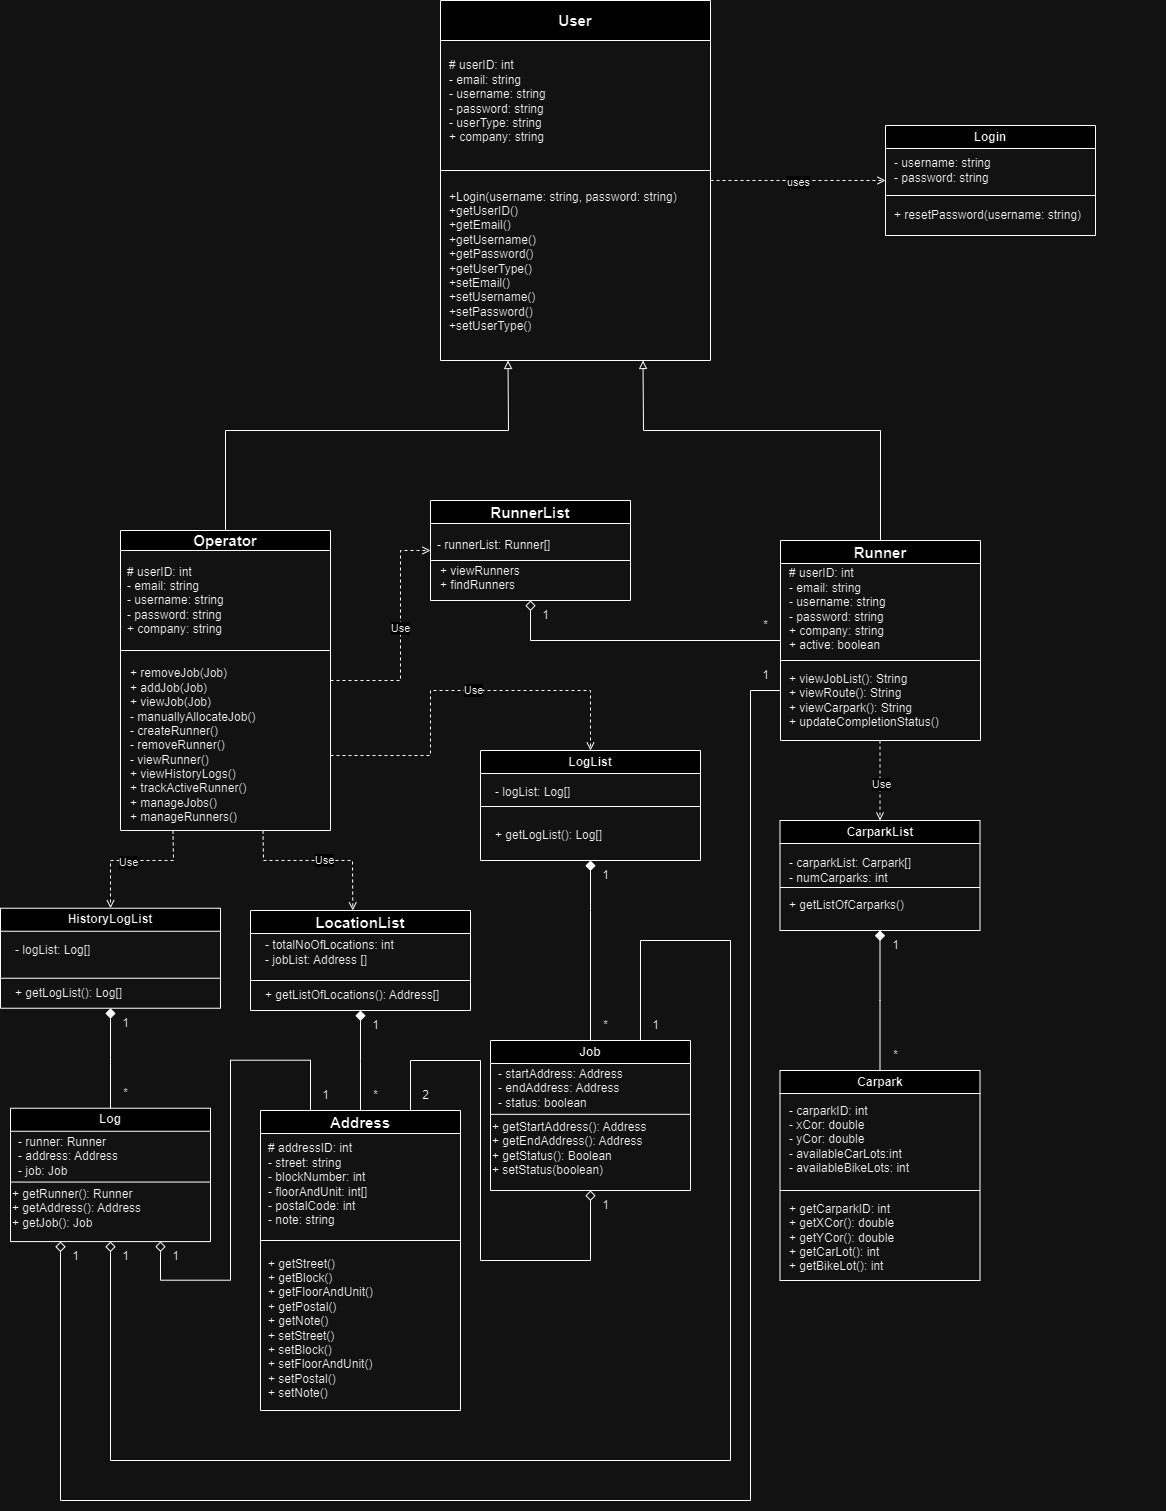 User
# userID: int
- email: string
- username: string
- password: string
- userType: string
+ company: string
+Login(username: string, password: string)
+getUserID()
+getEmail()
+getUsername()
+getPassword()
+getUserType()
+setEmail()
+setUsername()
+setPassword()
+setUserType()
uses
Login
- username: string
- password: string
+ resetPassword(username: string)
Operator
# userID: int
- email: string
- username: string
- password: string
+ company: string
+ removeJob(Job)
+ addJob(Job)
+ viewJob(Job)
- manuallyAllocateJob()
- createRunner()
- removeRunner()
- viewRunner()
+ viewHistoryLogs()
+ trackActiveRunner()
+ manageJobs()
+ manageRunners()
Use
RunnerList
- runnerList: Runner[]
+ viewRunners
+ findRunners
1
*
Runner
# userID: int
- email: string
- username: string
- password: string
+ company: string
+ active: boolean
+ viewJobList(): String
+ viewRoute(): String
+ viewCarpark(): String
+ updateCompletionStatus()
1
Use
LogList
- logList: Log[]
+ getLogList(): Log[]
1
*
Use
CarparkList
- carparkList: Carpark[]
- numCarparks: int
+ getListOfCarparks()
1
*
Carpark
- carparkID: int
- xCor: double
- yCor: double
- availableCarLots:int
- availableBikeLots: int
+ getCarparkID: int
+ getXCor(): double
+ getYCor(): double
+ getCarLot(): int
+ getBikeLot(): int
Use
HistoryLogList
- logList: Log[]
+ getLogList(): Log[]
1
*
Use
LocationList
- totalNoOfLocations: int
- jobList: Address []
+ getListOfLocations(): Address[]
1
*
1
2
1
Log
- runner: Runner
- address: Address
- job: Job
+ getRunner(): Runner
+ getAddress(): Address
+ getJob(): Job
1
1
1
Address
# addressID: int
- street: string
- blockNumber: int
- floorAndUnit: int[]
- postalCode: int
- note: string
+ getStreet()
+ getBlock()
+ getFloorAndUnit()
+ getPostal()
+ getNote()
+ setStreet()
+ setBlock()
+ setFloorAndUnit()
+ setPostal()
+ setNote()
Job
- startAddress: Address
- endAddress: Address
- status: boolean
+ getStartAddress(): Address
+ getEndAddress(): Address
+ getStatus(): Boolean
+ setStatus(boolean)
1